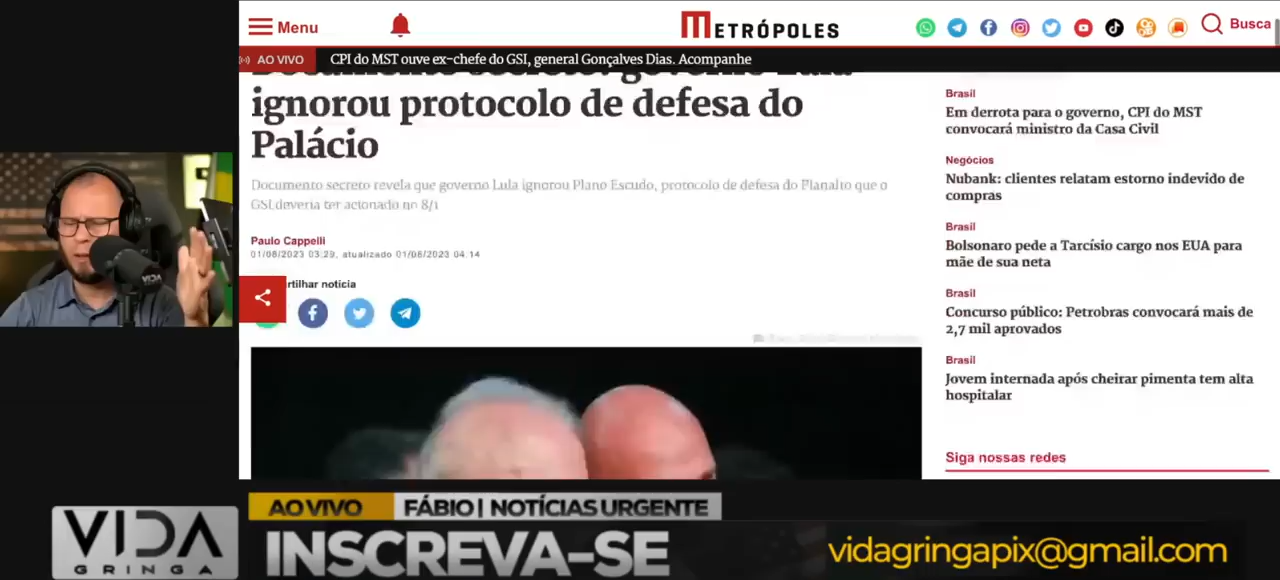 Menu
METRÓPOLES
Busca
AO VIVO
CPI do MST ouve ex-chefe do GSI, general Gonçalves Dias. Acompanhe
Documento secreto: governo Lula
ignorou protocolo de defesa do
Palácio
Documento secreto revela que governo Lula ignorou Plano Escudo, protocolo de defesa do Planalto que o
GSI deveria ter acionado no 8/1
Paulo Cappelli
01/08/2023 03:29, atualizado 01/08/2023 04:14
rtilhar notícia
Brasil
Em derrota para o governo, CPI do MST
convocará ministro da Casa Civil
Negócios
Nubank: clientes relatam estorno indevido de
compras
Brasil
Bolsonaro pede a Tarcísio cargo nos EUA para
mãe de sua neta
Brasil
Concurso público: Petrobras convocará mais de
2,7 mil aprovados
Brasil
Jovem internada após cheirar pimenta tem alta
hospitalar
Siga nossas redes
VIDA
GRINGA
AO VIVO
FÁBIO | NOTÍCIAS URGENTE
INSCREVA-SE
vidagringapix@gmail.com